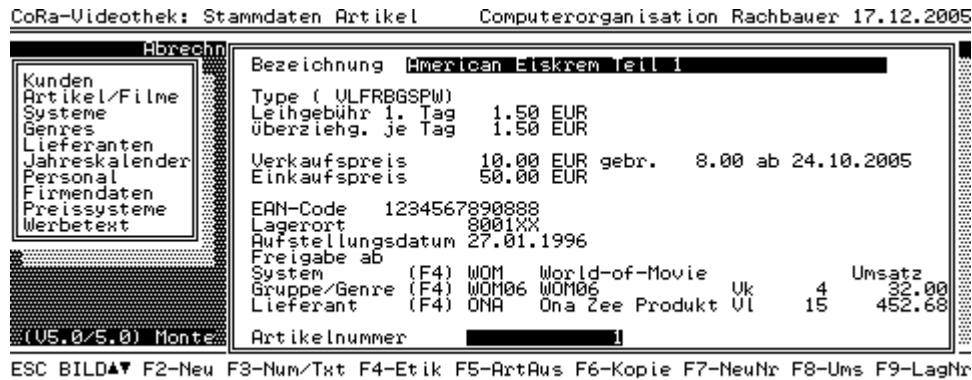 CoRa-Videothek: Stammdaten Artikel Computerorganisation Rachbauer 17.12.2005
Abrechn
Kunden
Artikel/Filme
Systeme
Genres
Lieferanten
Jahreskalender
Personal
Firmendaten
Preissysteme
Werbetext
(V5.0/5.0) Monte
Bezeichnung American Eiskrem Teil 1
Type ( VLFRBGSPW)
Leihgebühr 1. Tag 1.50 EUR
überziehg. je Tag 1.50 EUR
Verkaufspreis 10.00 EUR gebr. 8.00 ab 24.10.2005
Einkaufspreis 50.00 EUR
EAN-Code 1234567890888
Lagerort 8001XX
Aufstellungsdatum 27.01.1996
Freigabe ab
System (F4) WOM World-of-Movie Umsatz
Gruppe/Genre (F4) WOM06 WOM06 Vk 4 32.00
Lieferant (F4) ONA Ona Zee Produkt Vl 15 452.68
Artikelnummer 1
ESC BILD▲▼ F2-Neu F3-Num/Txt F4-Etik F5-ArtAus F6-Kopie F7-NeuNr F8-Ums F9-LagNr